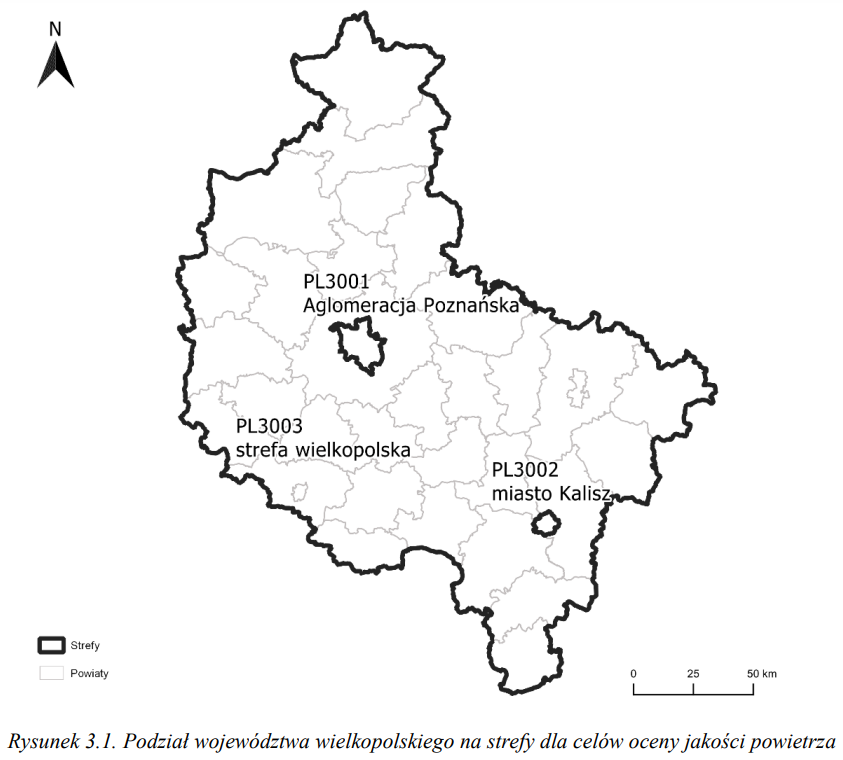 N
PL3001
Aglomeracja Poznańska
PL3003
strefa wielkopolska
PL3002
miasto Kalisz
Strefy
Powiaty
0 25 50 km
Rysunek 3.1. Podział województwa wielkopolskiego na strefy dla celów oceny jakości powietrza